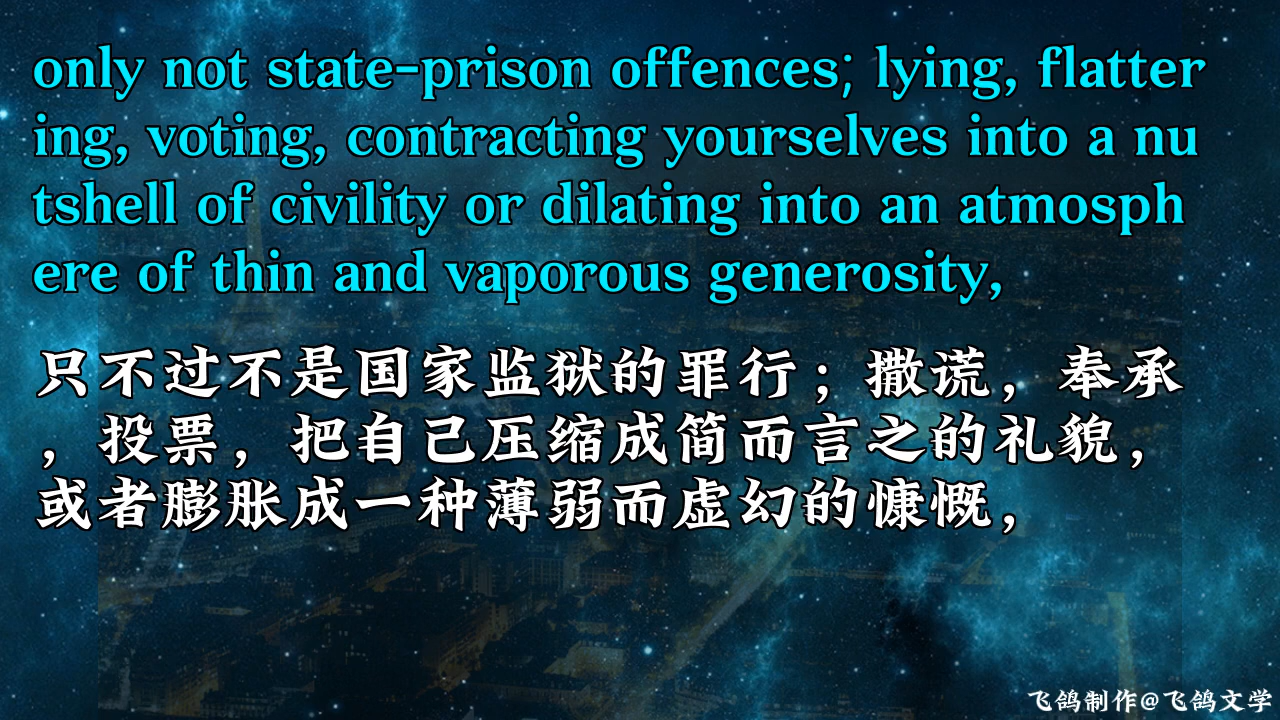 only not state-prison offences; lying, flatter
ing, voting, contracting yourselves into a nu
tshell of civility or dilating into an atmosph
ere of thin and vaporous generosity,
只不过不是国家监狱的罪行；撒谎，奉承
，投票，把自己压缩成简而言之的礼貌，
或者膨胀成一种薄弱而虚幻的慷慨，
飞鸽制作@飞鸽文学